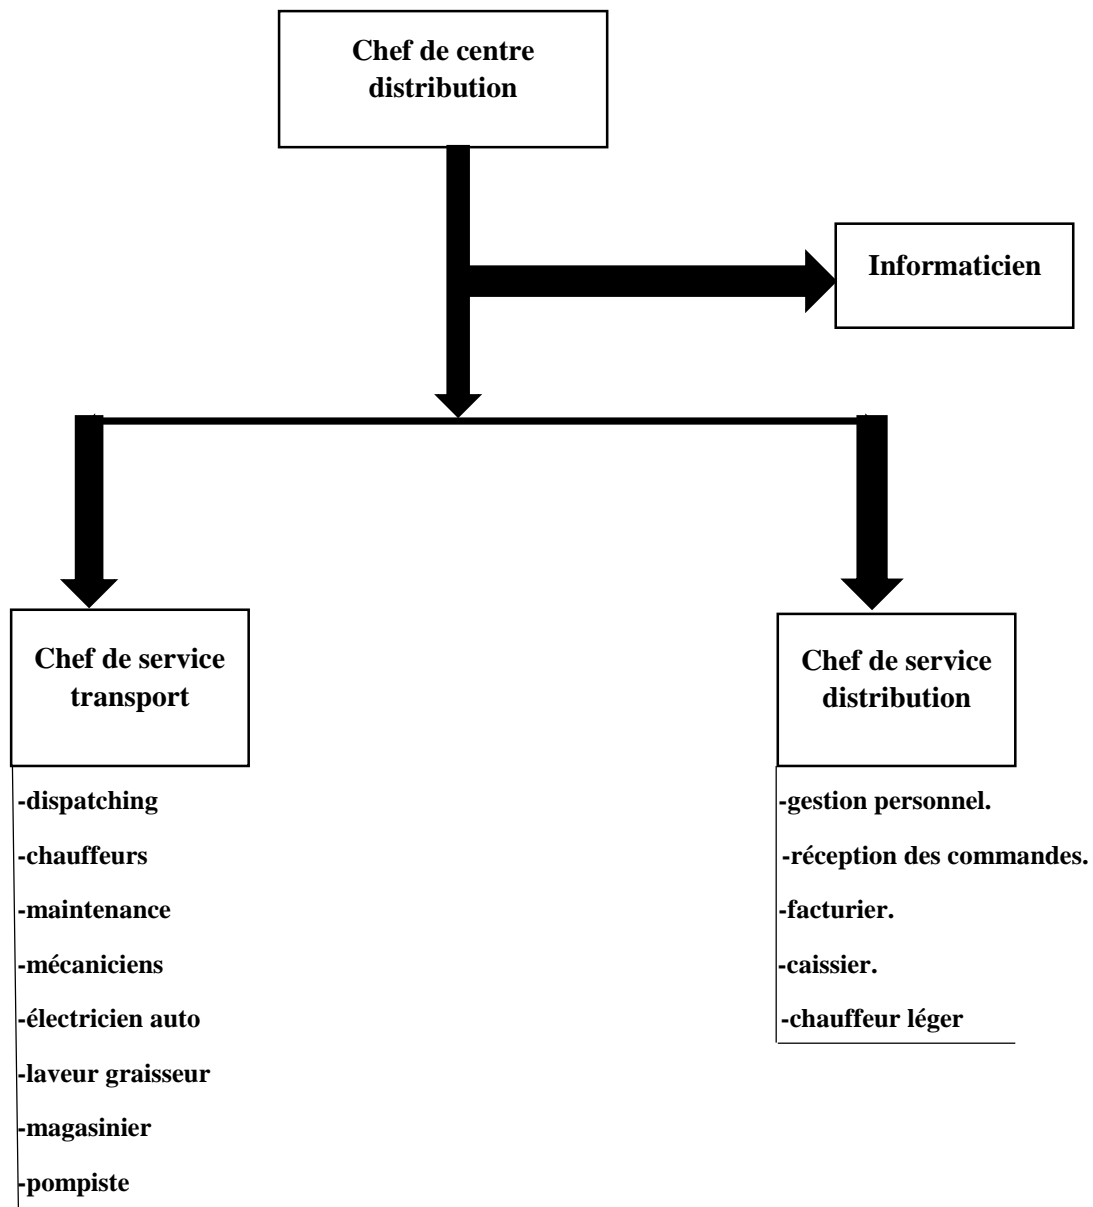 Chef de centre
distribution
Informaticien
Chef de service
transport
-dispatching
-chauffeurs
-maintenance
-mécaniciens
-électricien auto
-laveur graisseur
-magasinier
-pompiste
Chef de service
distribution
-gestion personnel.
-réception des commandes.
-facturier.
-caissier.
-chauffeur léger